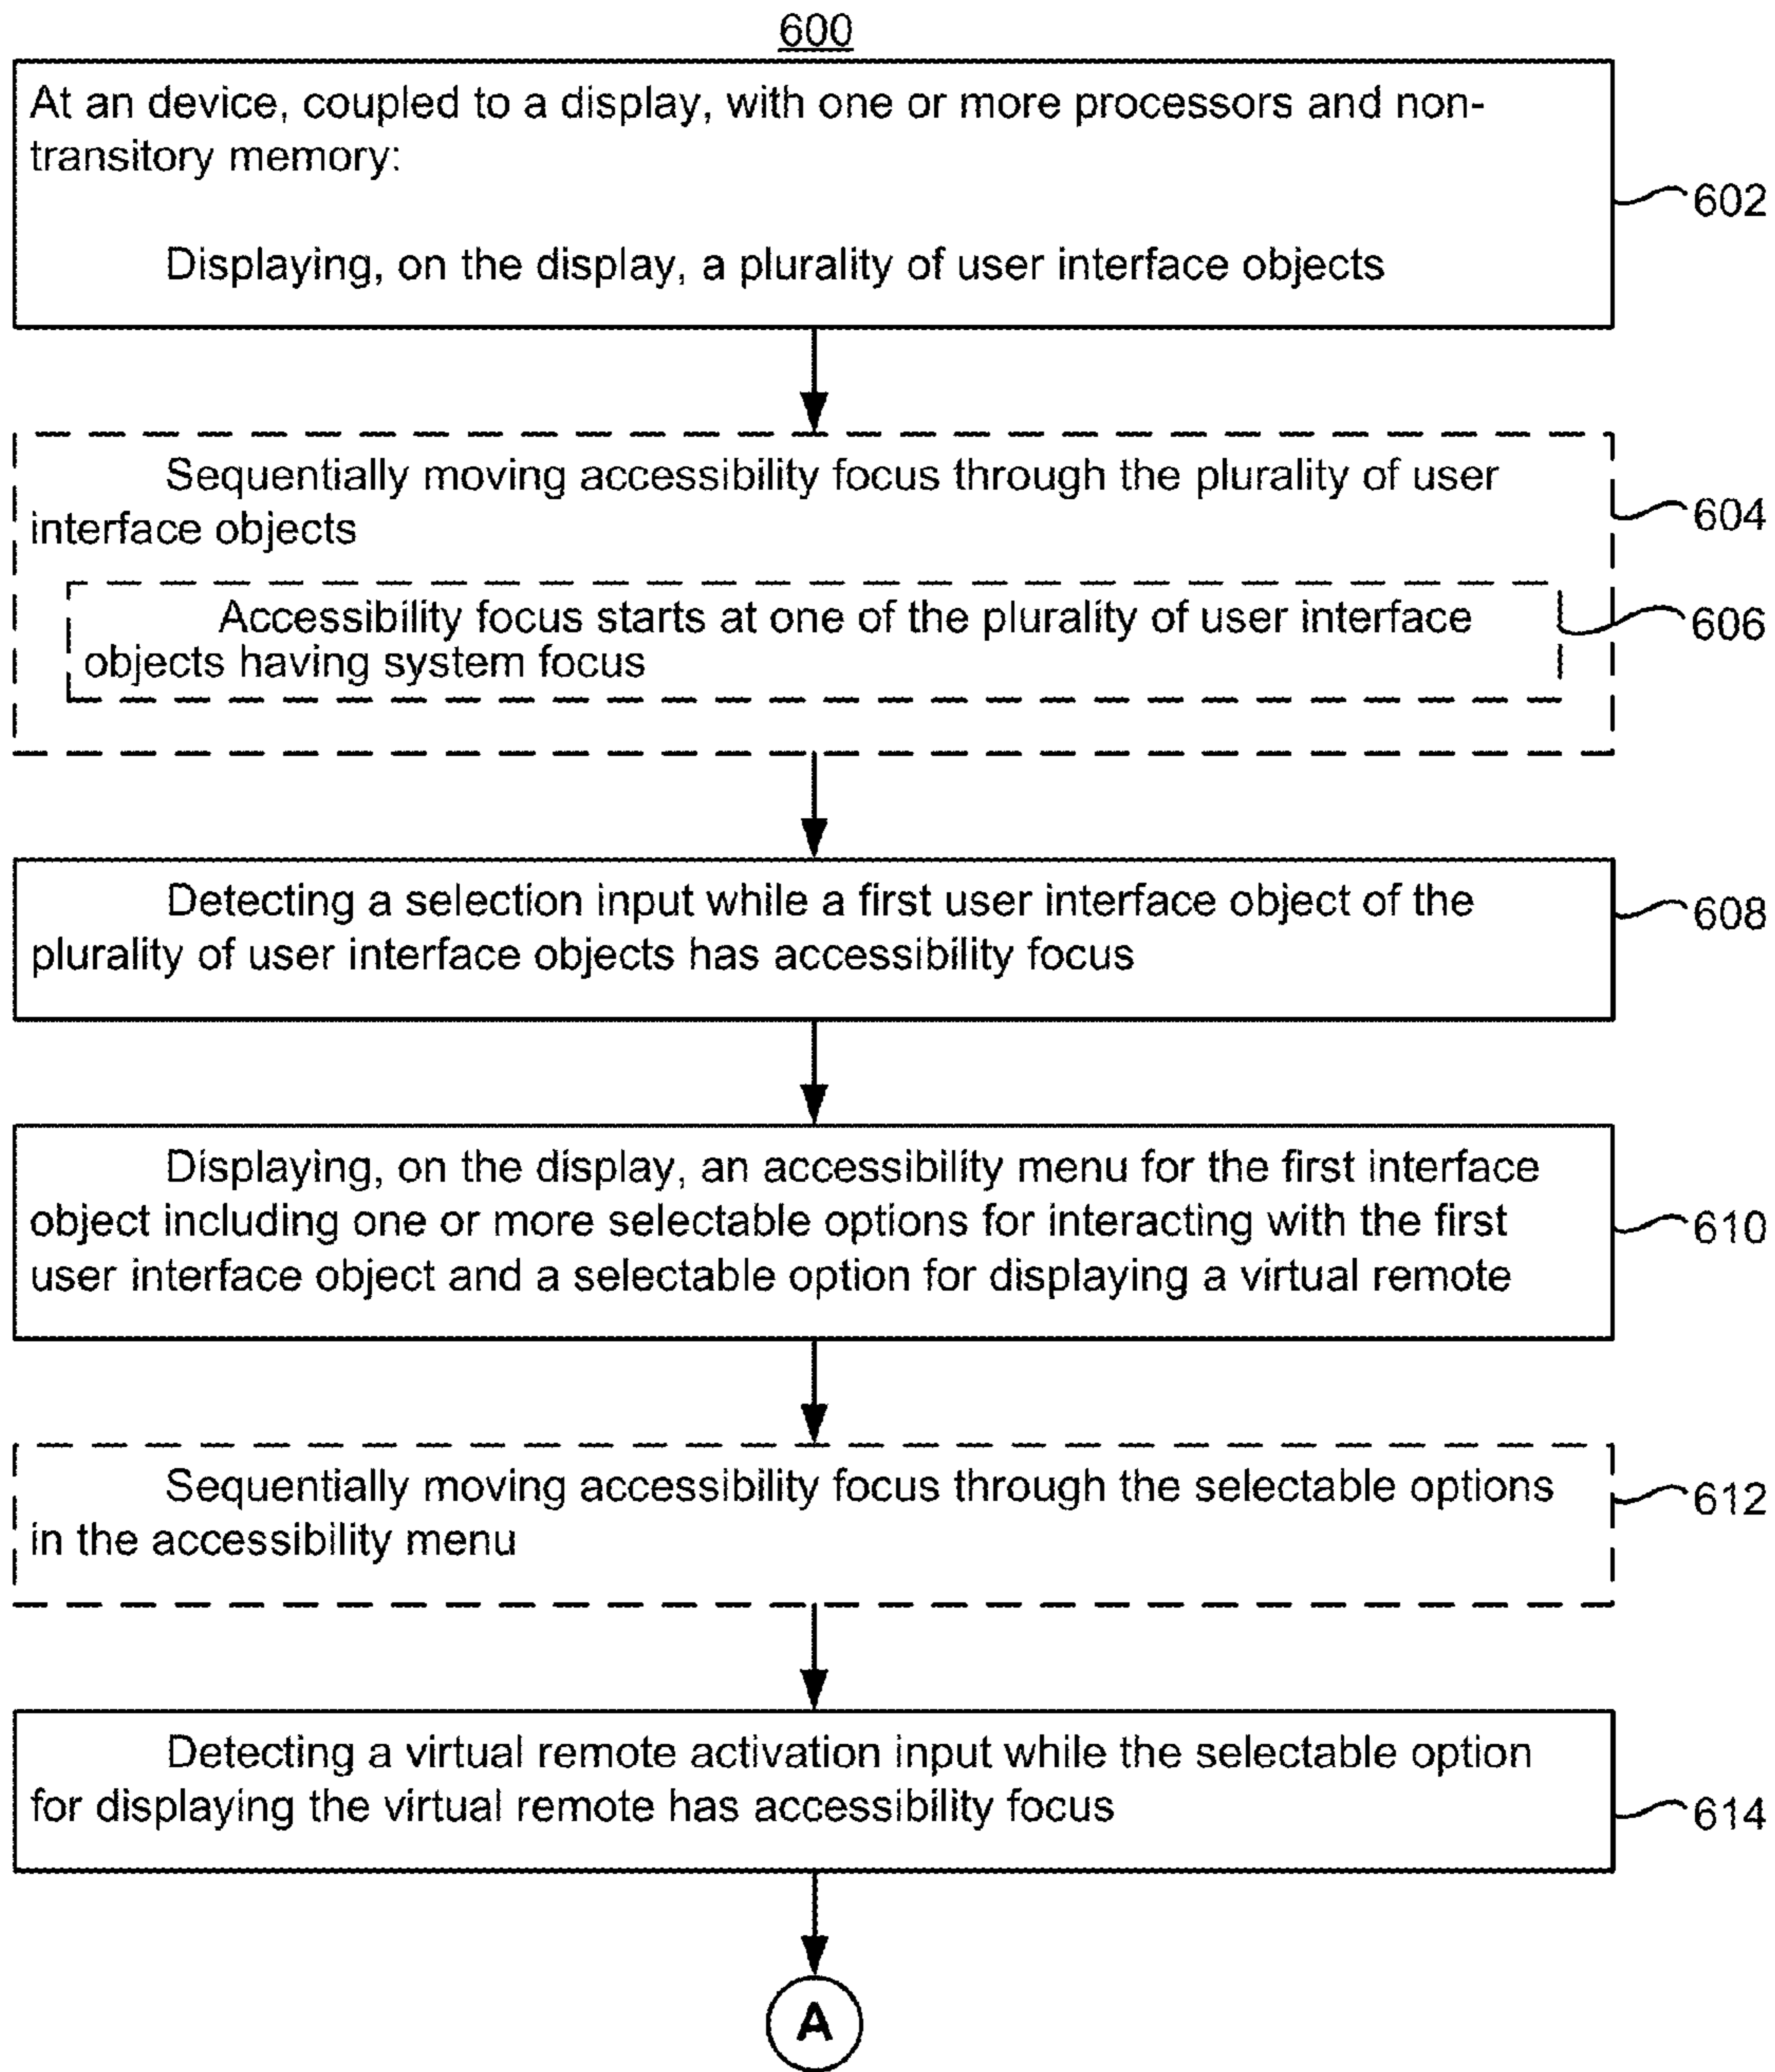 600
At an device, coupled to a display, with one or more processors and non-
transitory memory:
Displaying, on the display, a plurality of user interface objects
602
Sequentially moving accessibility focus through the plurality of user
interface objects
604
Accessibility focus starts at one of the plurality of user interface
objects having system focus
606
Detecting a selection input while a first user interface object of the
plurality of user interface objects has accessibility focus
608
Displaying, on the display, an accessibility menu for the first interface
object including one or more selectable options for interacting with the first
user interface object and a selectable option for displaying a virtual remote
610
Sequentially moving accessibility focus through the selectable options
in the accessibility menu
612
Detecting a virtual remote activation input while the selectable option
for displaying the virtual remote has accessibility focus
614
A